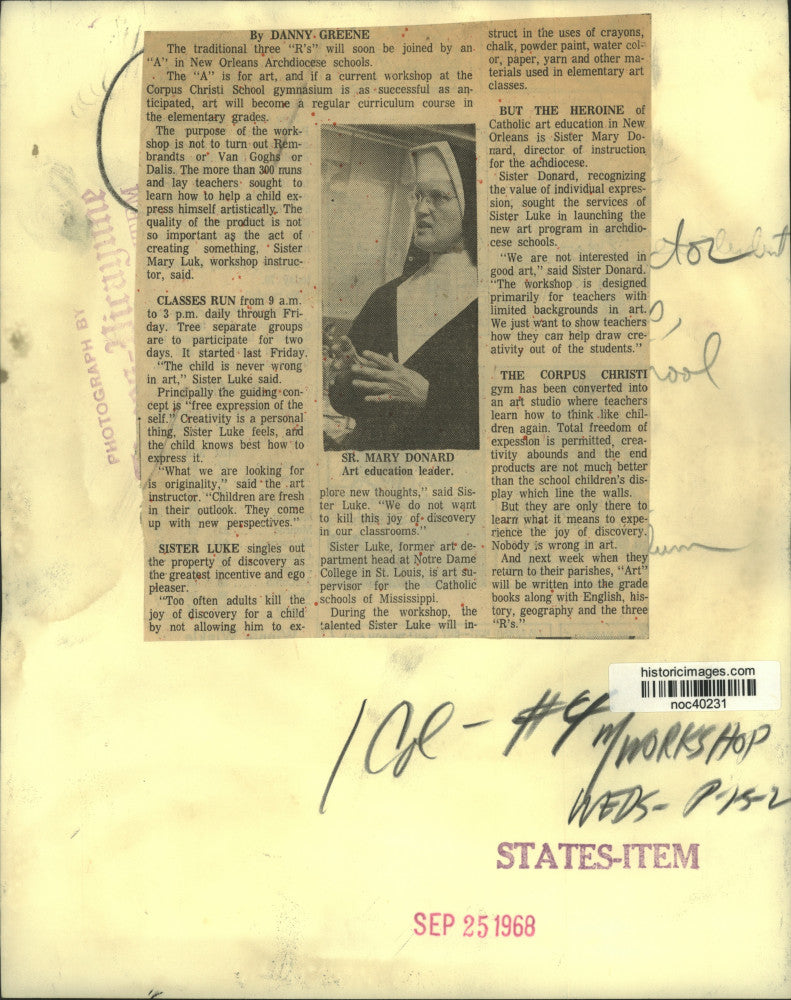 By DANNY GREENE
The traditional three "R's" will soon be joined by an
"A" in New Orleans Archdiocese schools.
The "A" is for art, and if a current workshop at the
Corpus Christi School gymnasium is as successful as an-
ticipated, art will become a regular curriculum course in
the elementary grades.
The purpose of the work-
shop is not to turn out Rem-
brandts or Van Goghs or
Dalis. The more than 300 nuns
and lay teachers sought to
learn how to help a child ex-
press himself artistically. The
quality of the product is not
so important as the act of
creating something, Sister
Mary Luk, workshop instruc-
tor, said.
CLASSES RUN from 9 a.m.
to 3 p.m. daily through Fri-
day. Tree separate groups
are to participate for two
days. It started last Friday.
"The child is never wrong
in art," Sister Luke said.
Principally the guiding con-
cept is "free expression of the
self." Creativity is a personal
thing, Sister Luke feels, and
the child knows best how to
express it.
"What we are looking for
is originality," said the art
instructor. "Children are fresh
in their outlook. They come
up with new perspectives."
SISTER LUKE singles out
the property of discovery as
the greatest incentive and ego
pleaser.
"Too often adults kill the
joy of discovery for a child
by not allowing him to ex-
SR. MARY DONARD
Art education leader.
plore new thoughts," said Sis-
ter Luke. "We do not want
to kill this joy of discovery
in our classrooms."
Sister Luke, former art de-
partment head at Notre Dame
College in St. Louis, is art su-
pervisor for the Catholic
schools of Mississippi.
During the workshop, the
talented Sister Luke will in-
struct in the uses of crayons,
chalk, powder paint, water col-
or, paper, yarn and other ma-
terials used in elementary art
classes.
BUT THE HEROINE of
Catholic art education in New
Orleans is Sister Mary Do-
nard, director of instruction
for the achdiocese.
Sister Donard, recognizing
the value of individual expres-
sion, sought the services of
Sister Luke in launching the
new art program in archdio-
cese schools.
"We are not interested in
good art," said Sister Donard.
"The workshop is designed
primarily for teachers with
limited backgrounds in art.
We just want to show teachers
how they can help draw cre-
ativity out of the students."
THE CORPUS CHRISTI
gym has been converted into
an art studio where teachers
learn how to think like chil-
dren again. Total freedom of
expession is permitted, crea-
tivity abounds and the end
products are not much better
than the school children's dis-
play which line the walls.
But they are only there to
learn what it means to expe-
rience the joy of discovery.
Nobody is wrong in art.
And next week when they
return to their parishes, "Art"
will be written into the grade
books along with English, his-
tory, geography and the three
"R's."
PHOTOGRAPH BY
historicimages.com
noc40231
1 Col - #4
W/WORKSHOP
WEDS- P-15-2
STATES-ITEM
SEP 25 1968